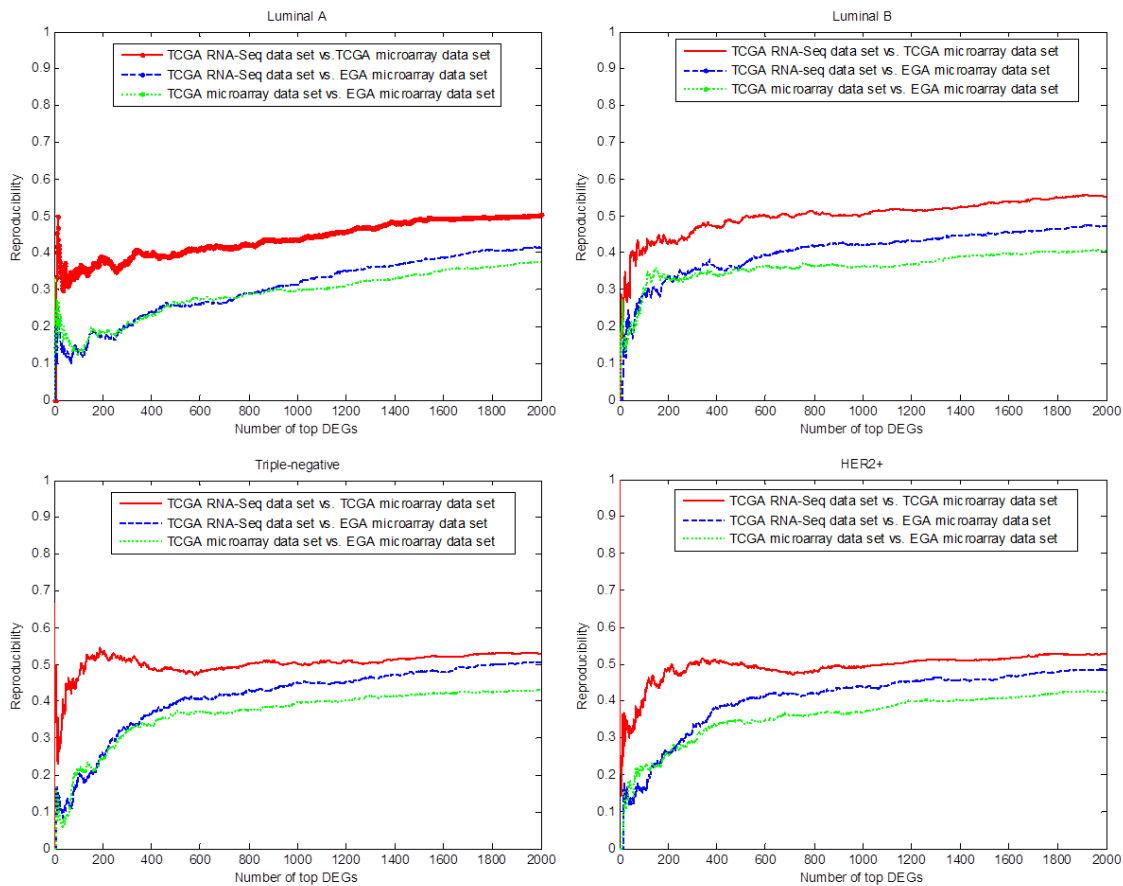 Luminal A
TCGA RNA-Seq data set vs.TCGA microarray data set
TCGA RNA-Seq data set vs. EGA microarray data set
TCGA microarray data set vs. EGA microarray data set
1
0.9
0.8
0.7
0.6
0.5
0.4
0.3
0.2
0.1
0
Reproducibility
0 200 400 600 800 1000 1200 1400 1600 1800 2000
Number of top DEGs
Luminal B
TCGA RNA-Seq data set vs. TCGA microarray data set
TCGA RNA-Seq data set vs. EGA microarray data set
TCGA microarray data set vs. EGA microarray data set
1
0.9
0.8
0.7
0.6
0.5
0.4
0.3
0.2
0.1
0
Reproducibility
0 200 400 600 800 1000 1200 1400 1600 1800 2000
Number of top DEGs
Triple-negative
TCGA RNA-Seq data set vs. TCGA microarray data set
TCGA RNA-Seq data set vs. EGA microarray data set
TCGA microarray data set vs. EGA microarray data set
1
0.9
0.8
0.7
0.6
0.5
0.4
0.3
0.2
0.1
0
Reproducibility
0 200 400 600 800 1000 1200 1400 1600 1800 2000
Number of top DEGs
HER2+
TCGA RNA-Seq data set vs. TCGA microarray data set
TCGA RNA-Seq data set vs. EGA microarray data set
TCGA microarray data set vs. EGA microarray data set
1
0.9
0.8
0.7
0.6
0.5
0.4
0.3
0.2
0.1
0
Reproducibility
0 200 400 600 800 1000 1200 1400 1600 1800 2000
Number of top DEGs